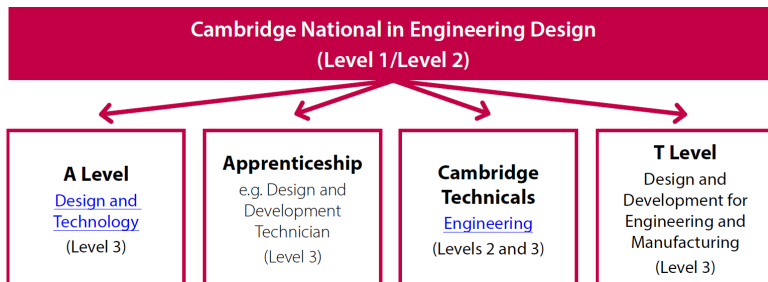 Cambridge National in Engineering Design
(Level 1/Level 2)
A Level
Design and
Technology
(Level 3)
Apprenticeship
e.g. Design and
Development
Technician
(Level 3)
Cambridge
Technicals
Engineering
(Levels 2 and 3)
T Level
Design and
Development for
Engineering and
Manufacturing
(Level 3)